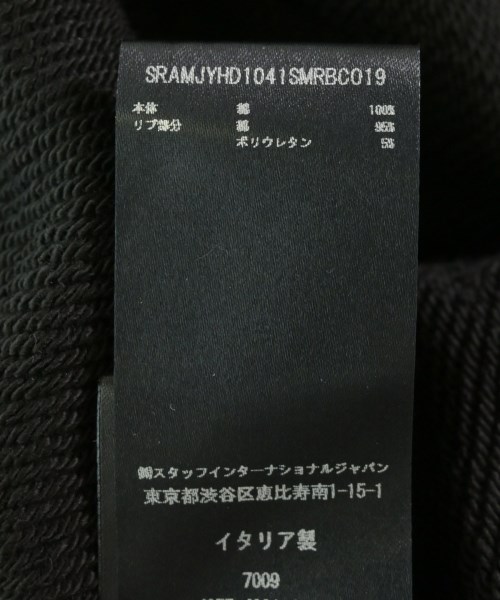 SRAMJYHD1041SMRBC019
本体 綿 100%
リブ部分 綿 95%
ポリウレタン 5%
㈱スタッフインターナショナルジャパン
東京都渋谷区恵比寿南1-15-1
イタリア製
7009